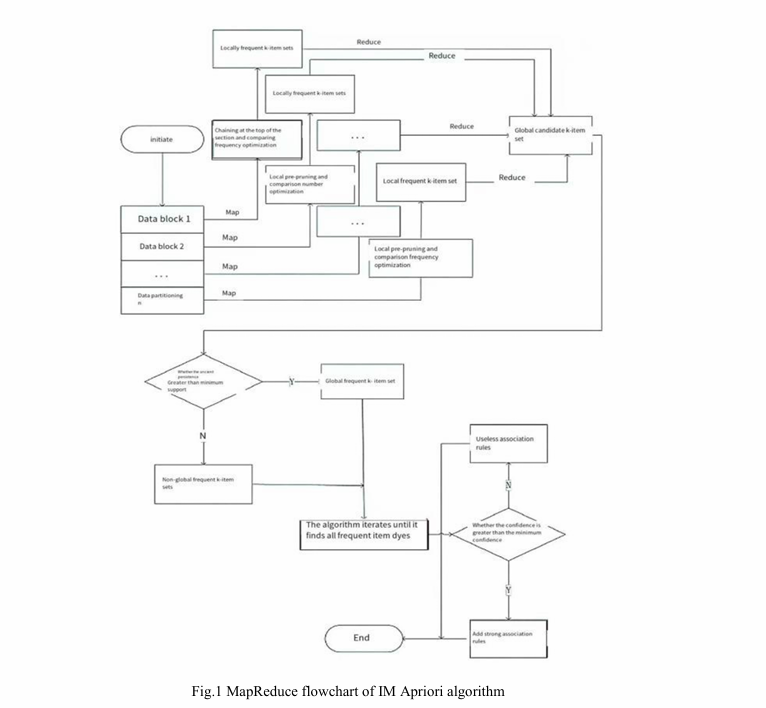 Locally frequent k-item sets
Reduce
Reduce
Locally frequent k-item sets
initiate
Chaining at the top of the
section and comparing
frequency optimization
...
Reduce
Global candidate k-item
set
Local pre-pruning and
comparison number
optimization
Local frequent k-item set
Reduce
Data block 1
Map
...
Data block 2
Map
Local pre-pruning and
comparison frequency
optimization
...
Map
Data partitioning
n
Map
Whether the ancient
persistence
Greater than minimum
support
Y
Global frequent k- item set
N
Useless association
rules
Non-global frequent k-item
sets
N
The algorithm iterates until it
finds all frequent item dyes
Whether the confidence is
greater than the minimum
confidence
Y
End
Add strong association
rules
Fig.1 MapReduce flowchart of IM Apriori algorithm